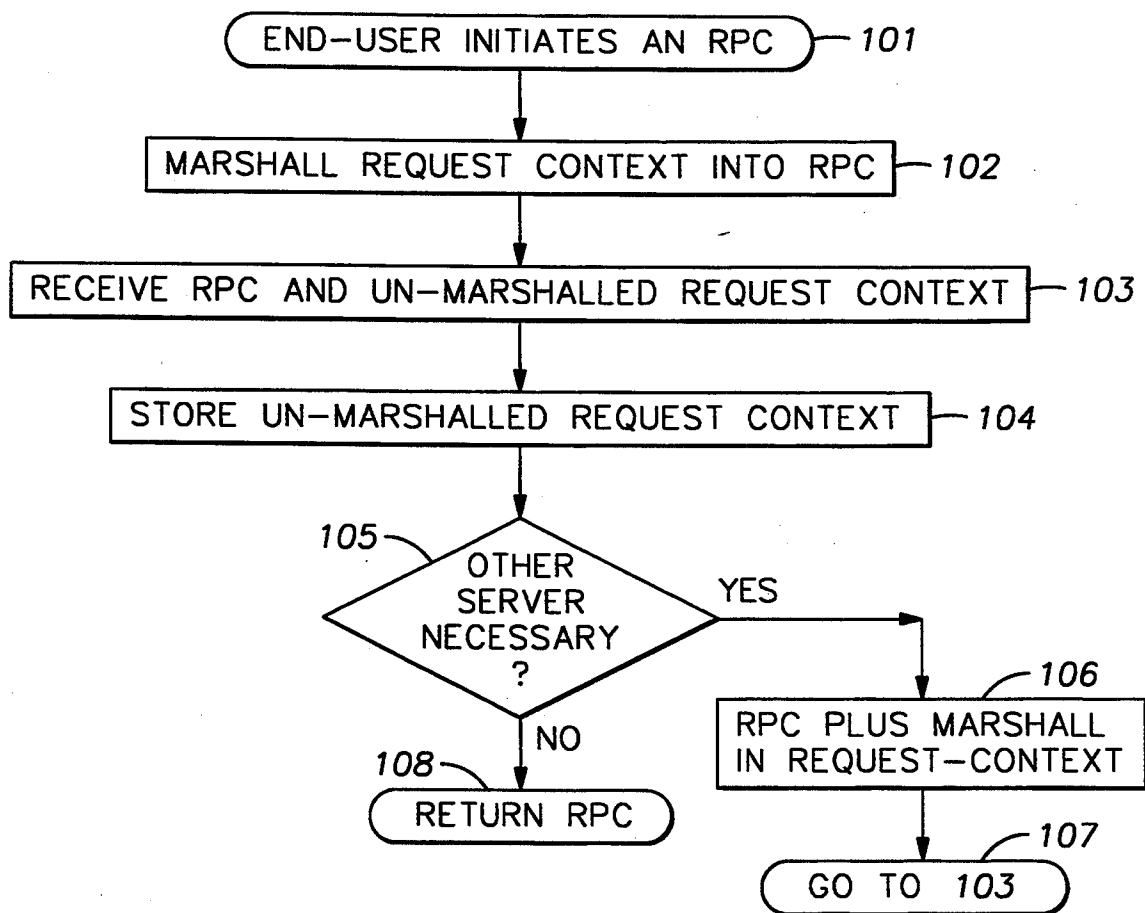 END-USER INITIATES AN RPC 101
MARSHALL REQUEST CONTEXT INTO RPC 102
RECEIVE RPC AND UN-MARSHALLED REQUEST CONTEXT 103
STORE UN-MARSHALLED REQUEST CONTEXT 104
105
OTHER
SERVER
NECESSARY
?
YES
NO
106
RPC PLUS MARSHALL
IN REQUEST-CONTEXT
108
RETURN RPC
107
GO TO 103